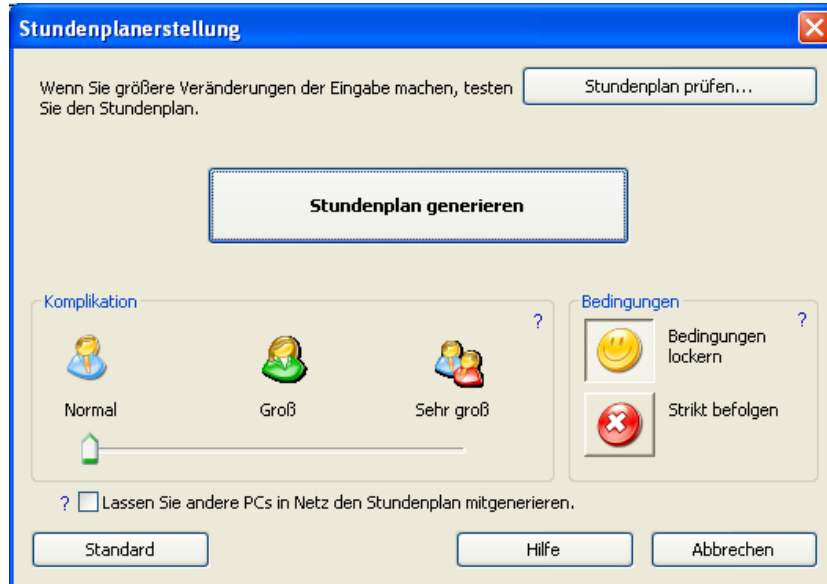 Stundenplanerstellung
Wenn Sie größere Veränderungen der Eingabe machen, testen
Sie den Stundenplan.
Stundenplan prüfen...
Stundenplan generieren
Komplikation
?
Normal
Groß
Sehr groß
Bedingungen
?
Bedingungen
lockern
Strikt befolgen
? Lassen Sie andere PCs in Netz den Stundenplan mitgenerieren.
Standard
Hilfe
Abbrechen